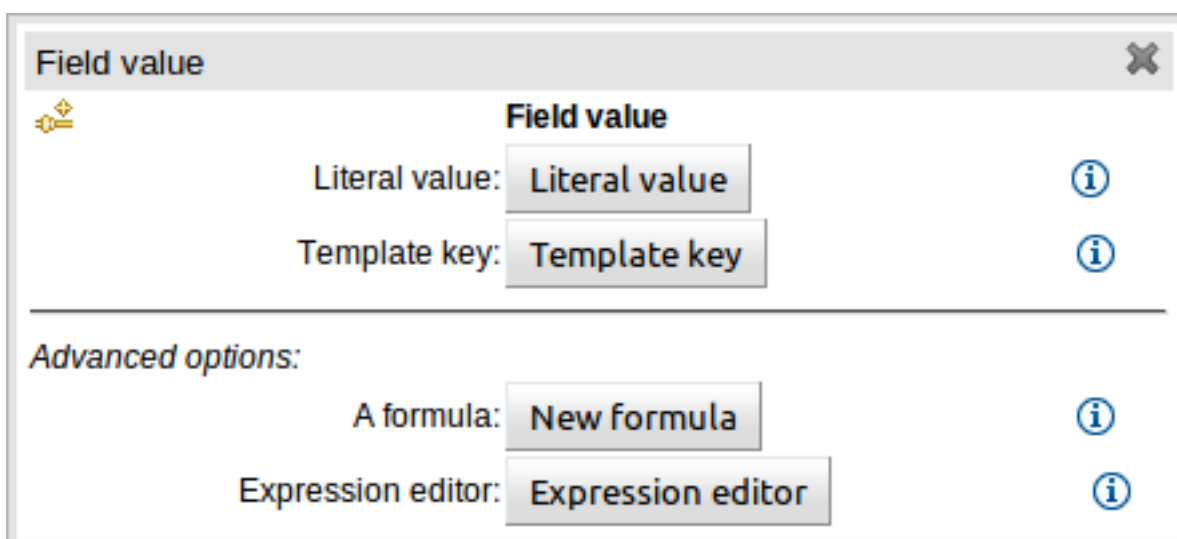 Field value
Field value
Literal value: Literal value
Template key: Template key
Advanced options:
A formula: New formula
Expression editor: Expression editor